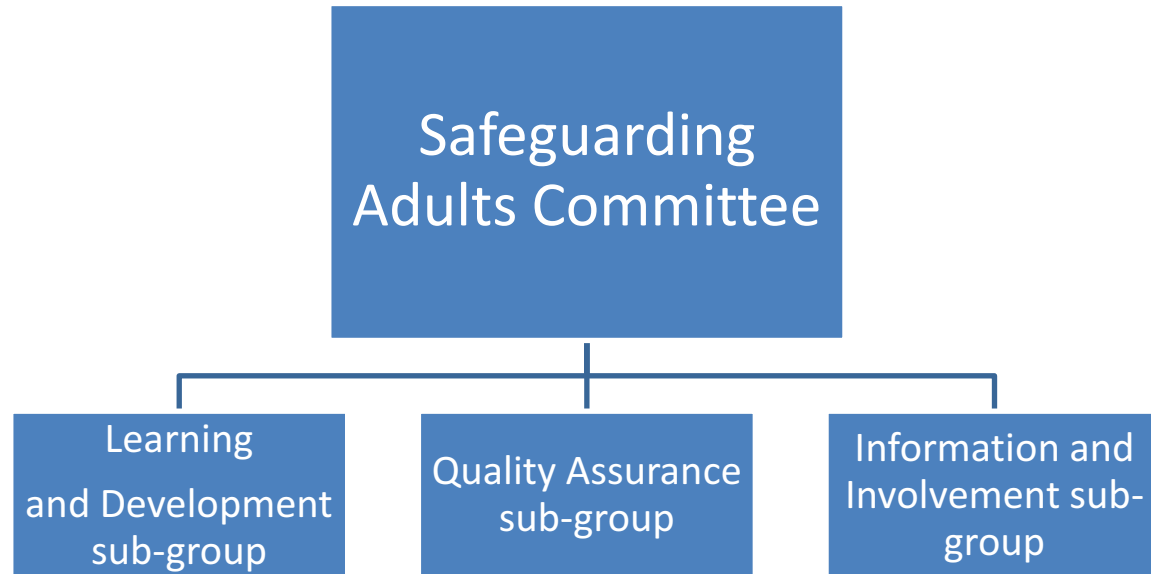 Safeguarding
Adults Committee
Learning
and Development
sub-group
Quality Assurance
sub-group
Information and
Involvement sub-
group